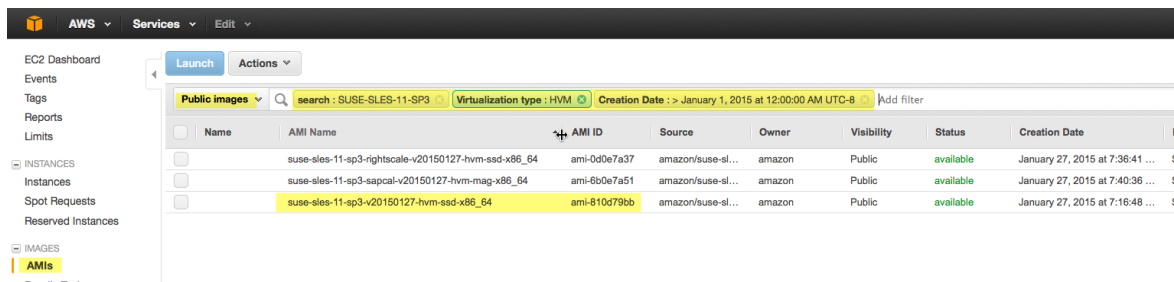 AWS Services Edit
EC2 Dashboard
Events
Tags
Reports
Limits
INSTANCES
Instances
Spot Requests
Reserved Instances
IMAGES
AMIs
Launch Actions
Public images search : SUSE-SLES-11-SP3 Virtualization type : HVM Creation Date : > January 1, 2015 at 12:00:00 AM UTC-8 Add filter
Name AMI Name AMI ID Source Owner Visibility Status Creation Date
suse-sles-11-sp3-rightscale-v20150127-hvm-ssd-x86_64 ami-0d0e7a37 amazon/suse-sl... amazon Public available January 27, 2015 at 7:36:41 ...
suse-sles-11-sp3-sapcal-v20150127-hvm-mag-x86_64 ami-6b0e7a51 amazon/suse-sl... amazon Public available January 27, 2015 at 7:40:36 ...
suse-sles-11-sp3-v20150127-hvm-ssd-x86_64 ami-810d79bb amazon/suse-sl... amazon Public available January 27, 2015 at 7:16:48 ...